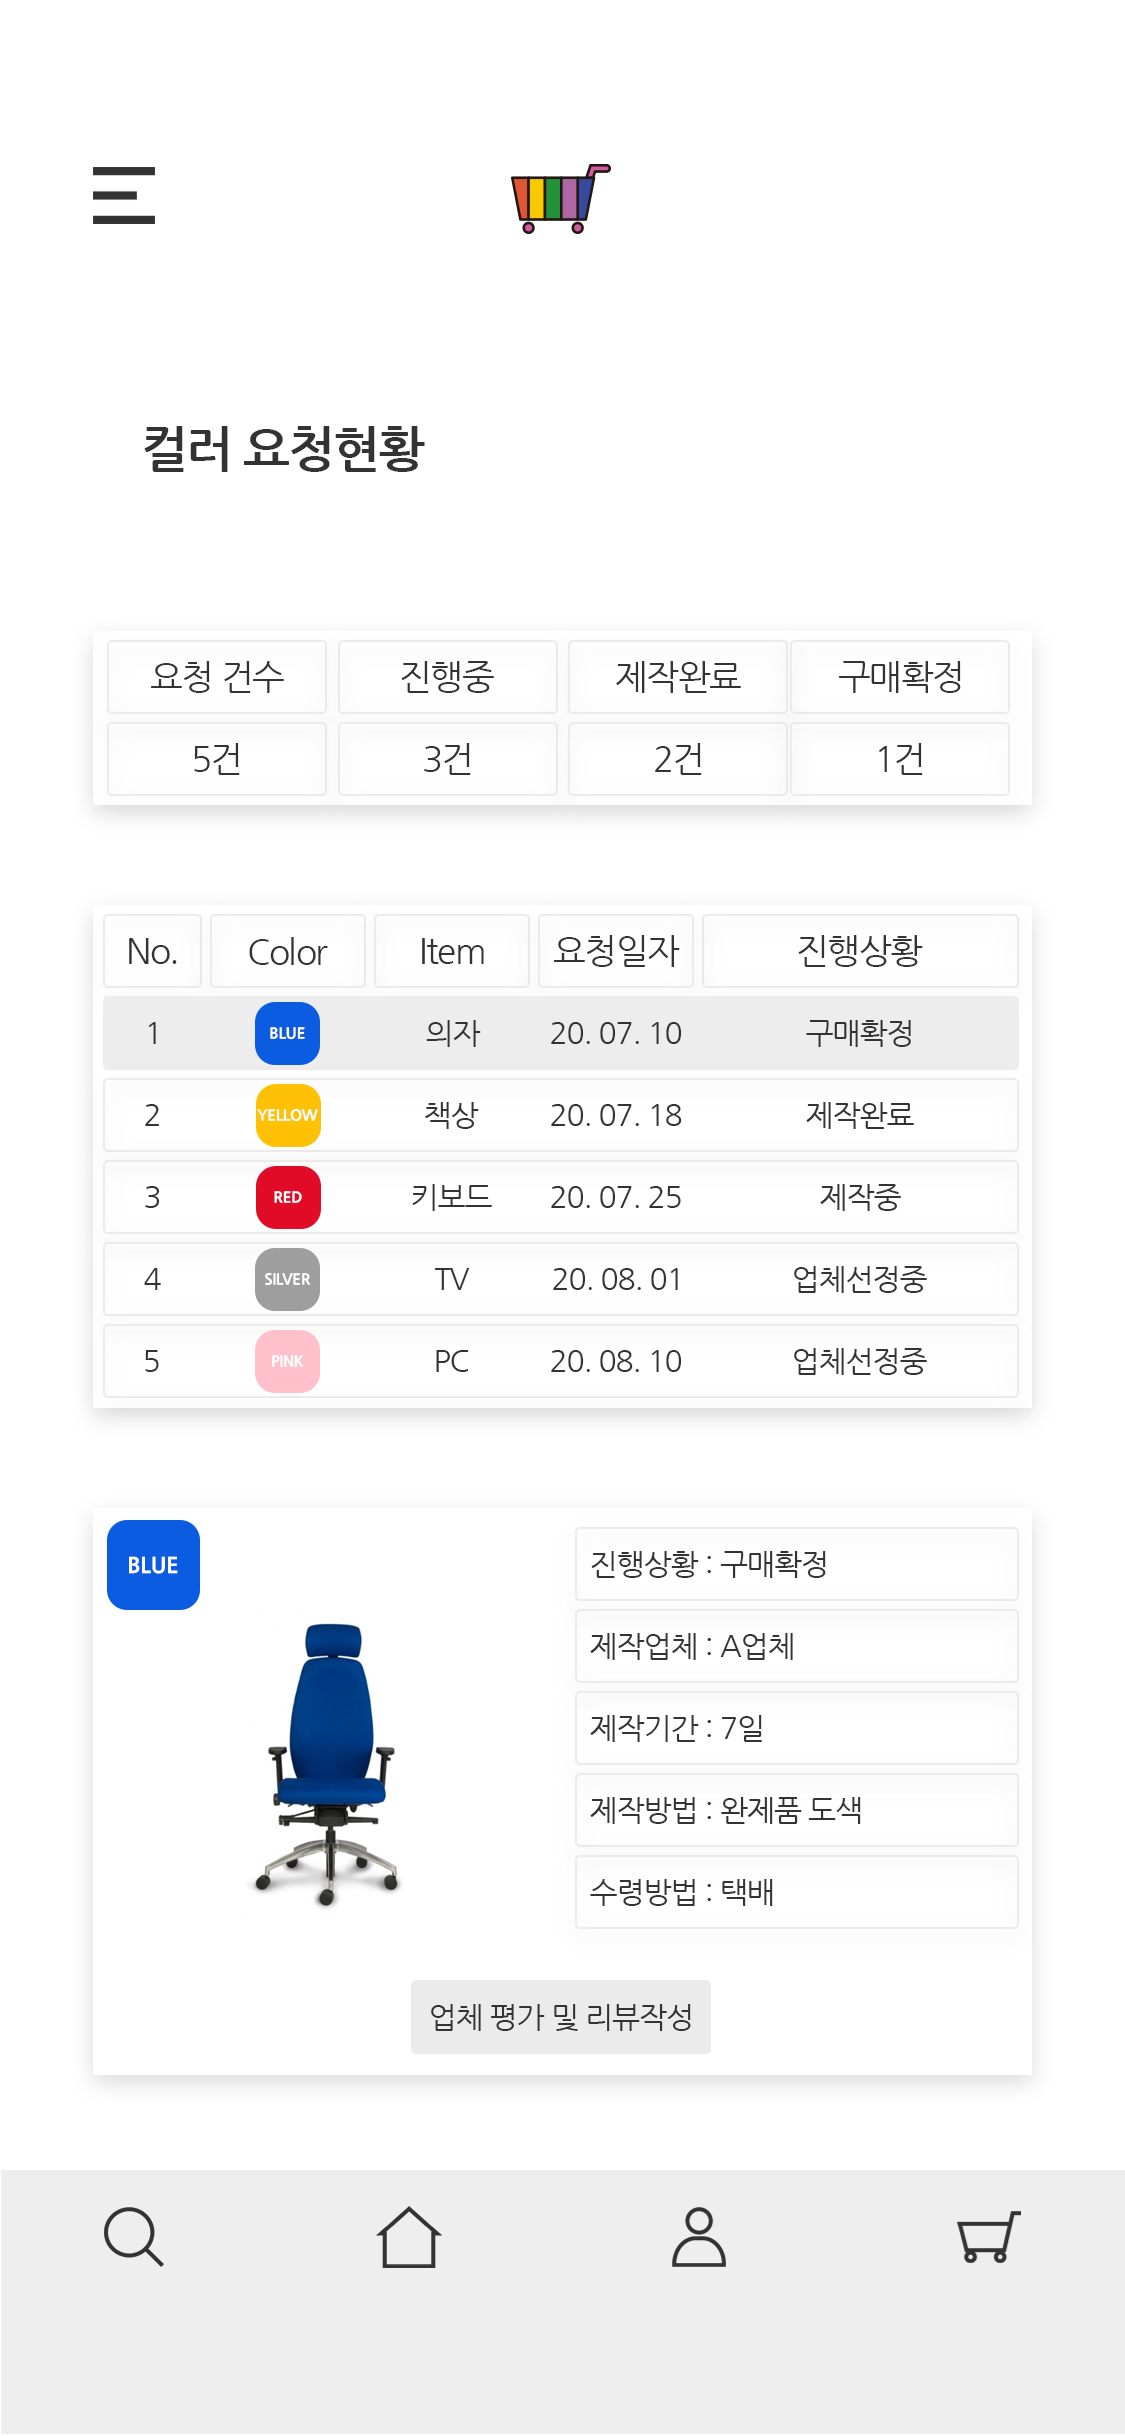 컬러 요청현황
요청 건수 진행중 제작완료 구매확정
5건 3건 2건 1건
No. Color Item 요청일자 진행상황
1 BLUE 의자 20. 07. 10 구매확정
2 YELLOW 책상 20. 07. 18 제작완료
3 RED 키보드 20. 07. 25 제작중
4 SILVER TV 20. 08. 01 업체선정중
5 PINK PC 20. 08. 10 업체선정중
BLUE
진행상황 : 구매확정
제작업체 : A업체
제작기간 : 7일
제작방법 : 완제품 도색
수령방법 : 택배
업체 평가 및 리뷰작성